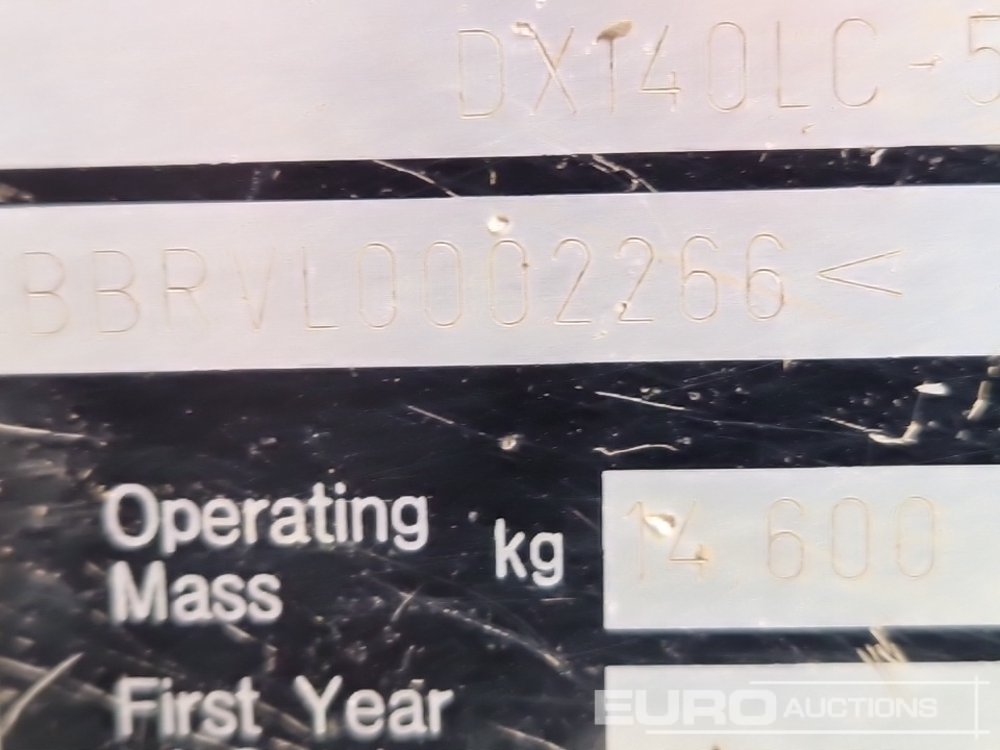 DX140LC-5
BBRVL0002266<
Operating
Mass
kg
14,600
First Year
EURO AUCTIONS